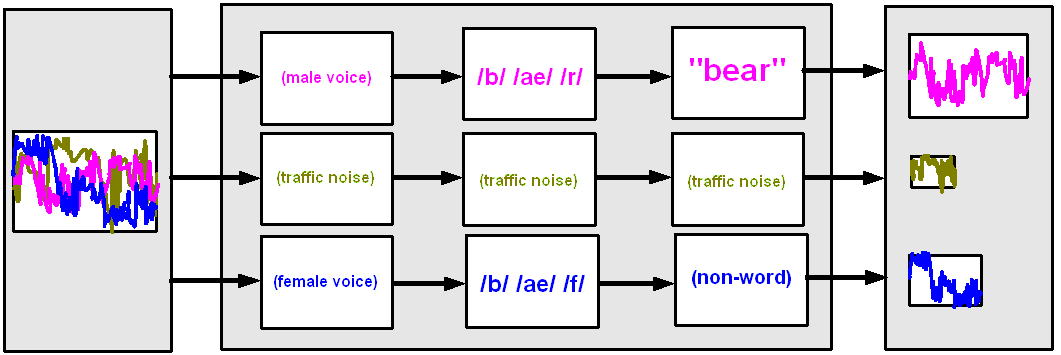 (male voice)
/b/ /ae/ /r/
"bear"
(traffic noise)
(traffic noise)
(traffic noise)
(female voice)
/b/ /ae/ /f/
(non-word)